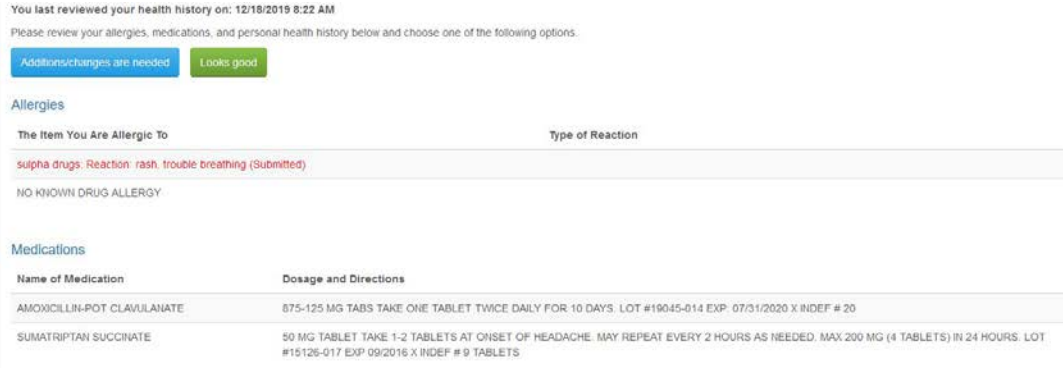 You last reviewed your health history on: 12/18/2019 8:22 AM
Please review your allergies, medications, and personal health history below and choose one of the following options.
Additions/changes are needed Looks good
Allergies
The Item You Are Allergic To Type of Reaction
sulpha drugs: Reaction: rash, trouble breathing (Submitted)
NO KNOWN DRUG ALLERGY
Medications
Name of Medication Dosage and Directions
AMOXICILLIN-POT CLAVULANATE 875-125 MG TABS TAKE ONE TABLET TWICE DAILY FOR 10 DAYS. LOT #19045-014 EXP: 07/31/2020 X INDEF # 20
SUMATRIPTAN SUCCINATE 50 MG TABLET TAKE 1-2 TABLETS AT ONSET OF HEADACHE. MAY REPEAT EVERY 2 HOURS AS NEEDED. MAX 200 MG (4 TABLETS) IN 24 HOURS. LOT
#15126-017 EXP 09/2016 X INDEF # 9 TABLETS